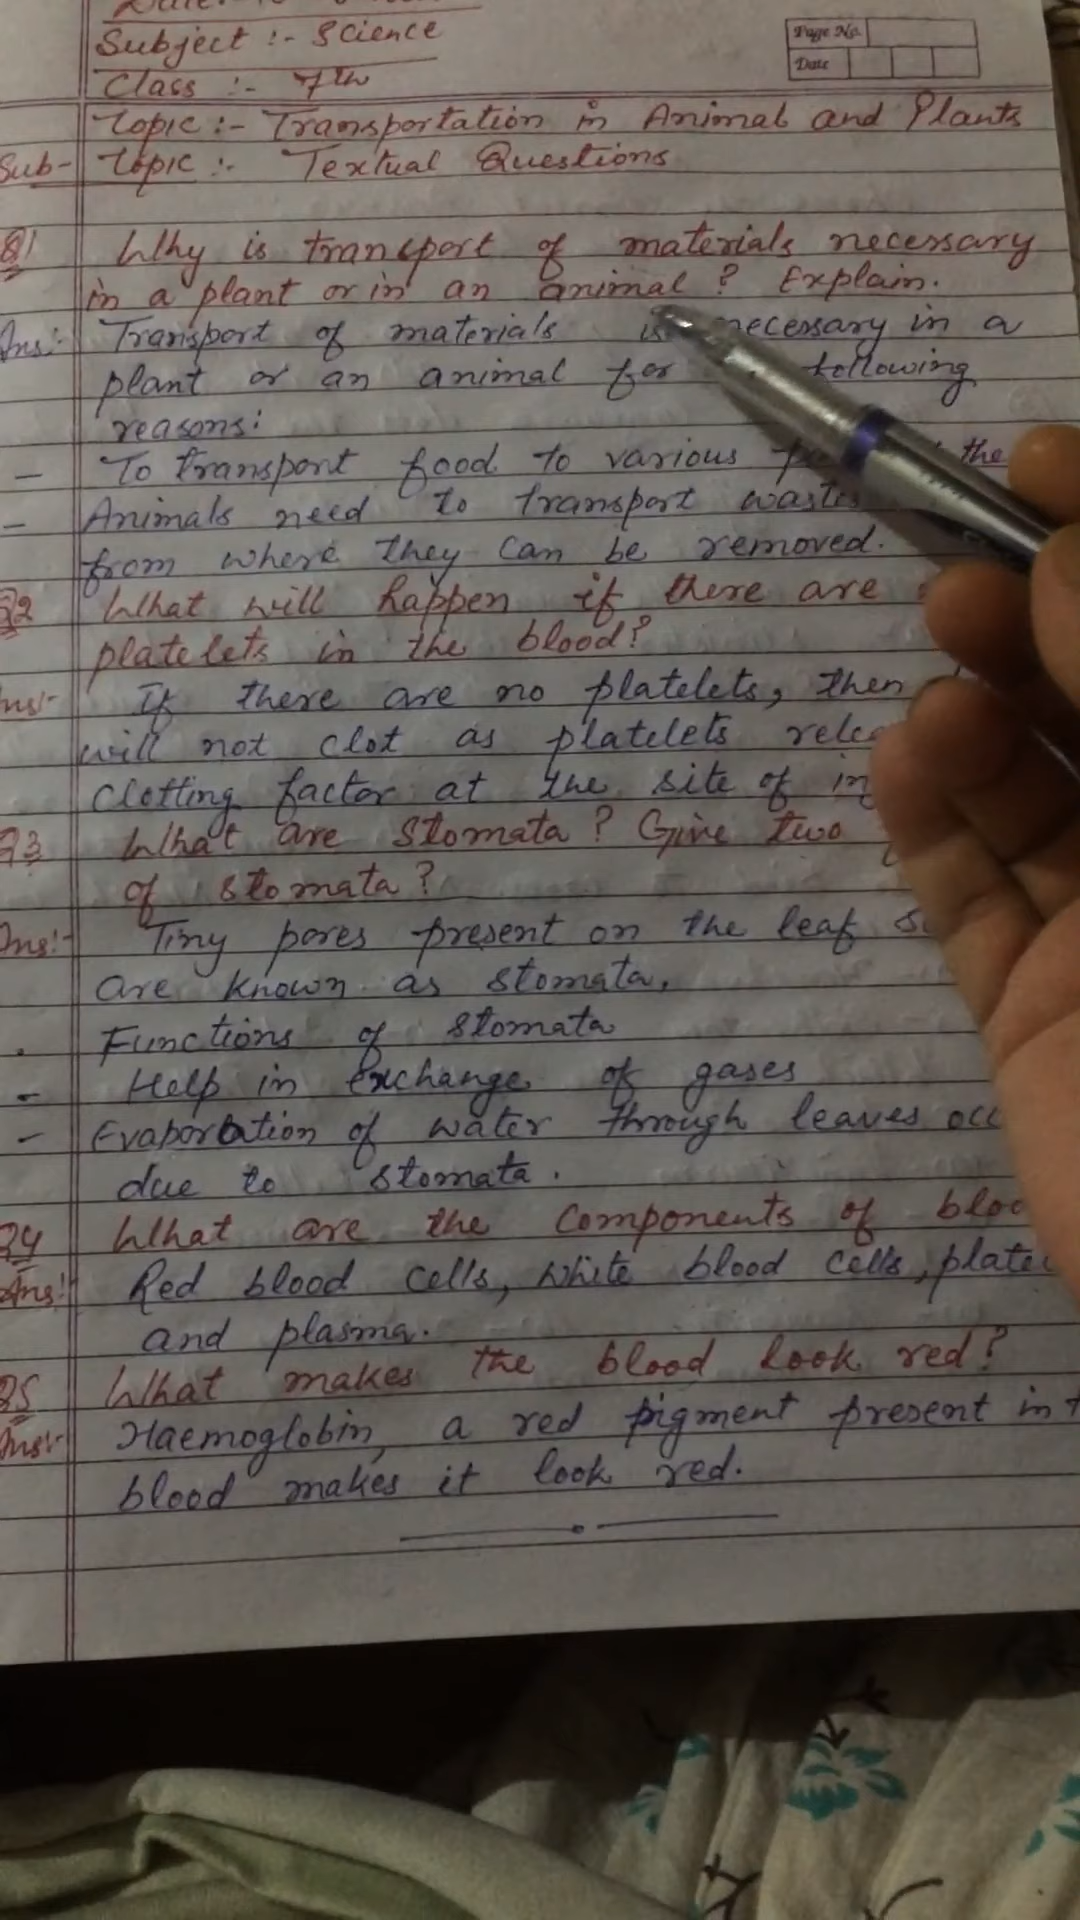 Subject :- Science
Page No.
Class :- 7th
Date
Topic :- Transportation in Animal and Plants
Sub- Topic :- Textual Questions
Q1 Why is transport of materials necessary
in a plant or in an animal? Explain.
Ans:- Transport of materials is necessary in a
plant or an animal for following
reasons:
- To transport food to various the
- Animals need to transport wastes
from where they can be removed.
Q2 What will happen if there are
platelets in the blood?
Ans:- If there are no platelets, then
will not clot as platelets
clotting factor at the site of
Q3 What are Stomata? Give two
of stomata?
Ans:- Tiny pores present on the leaf
are known as stomata.
. Functions of stomata
- Help in exchange of gases
- Evaporation of water through leaves
due to stomata.
Q4 What are the components of
Ans: Red blood cells, white blood cells,
and plasma.
Q5 What makes the blood look red?
Ans:- Haemoglobin, a red pigment present in
blood makes it look red.